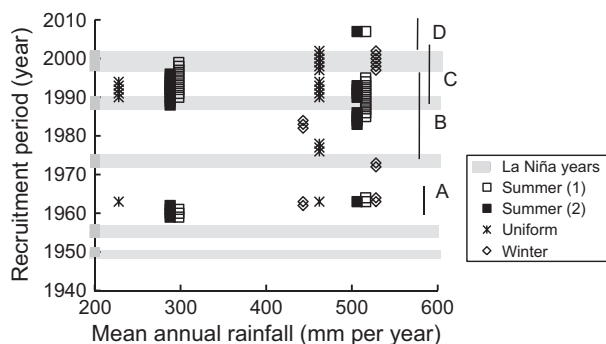 Recruitment period (year)
2010
2000
1990
1980
1970
1960
1950
1940
200
300
400
500
600
Mean annual rainfall (mm per year)
D
C
B
A
La Niña years
Summer (1)
Summer (2)
Uniform
Winter